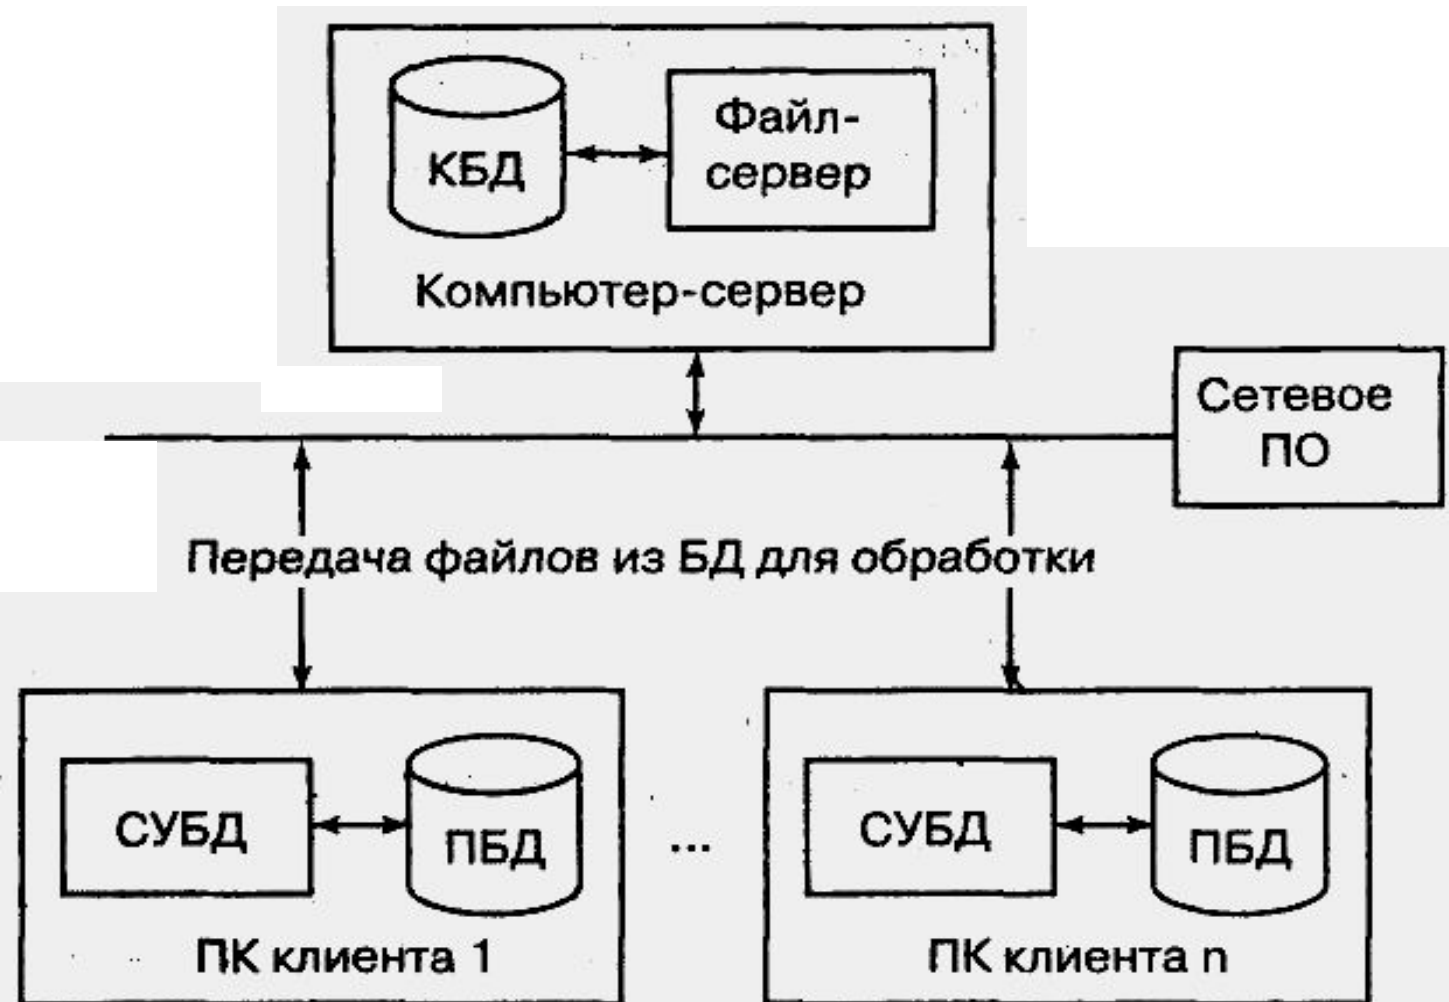 КБД
Файл-
сервер
Компьютер-сервер
Сетевое
ПО
Передача файлов из БД для обработки
СУБД
ПБД
...
СУБД
ПБД
ПК клиента 1
ПК клиента n